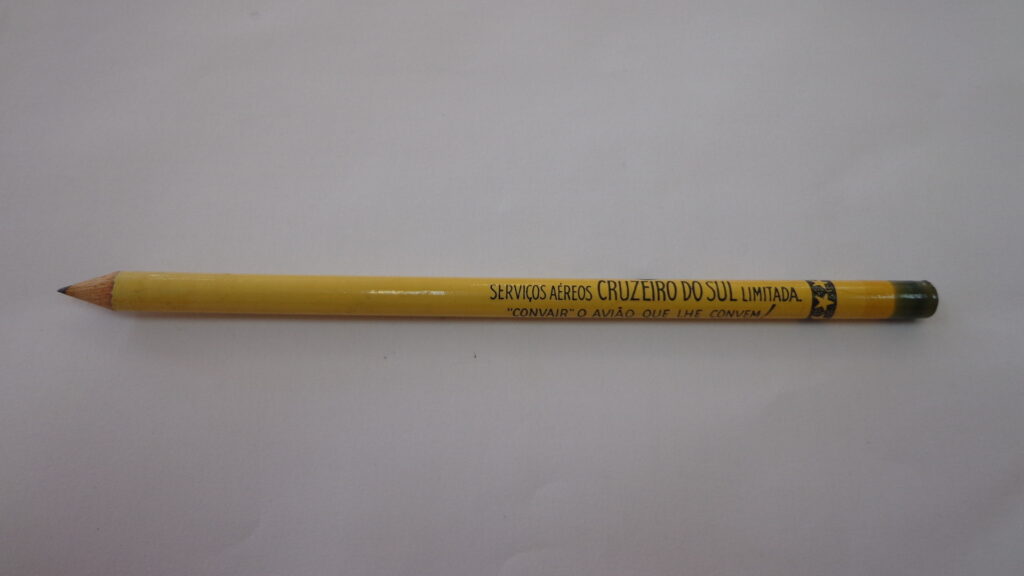 SERVIÇOS AÉREOS CRUZEIRO DO SUL LIMITADA.
"CONVAIR" O AVIÃO QUE LHE CONVEM!